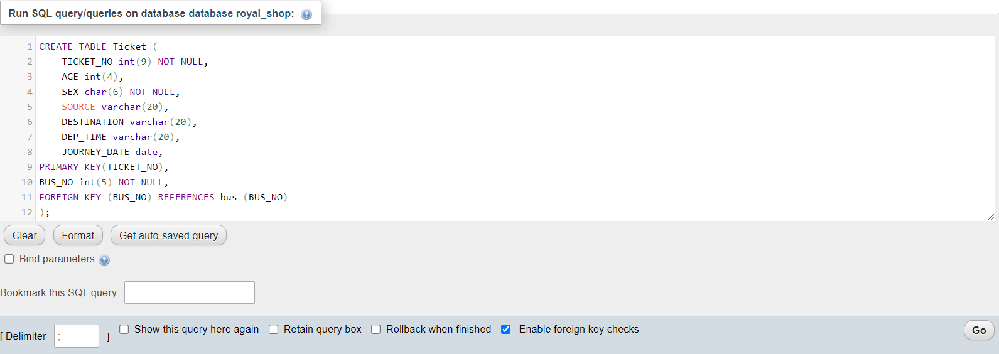 Run SQL query/queries on database database royal_shop:
1 CREATE TABLE Ticket (
2 TICKET_NO int(9) NOT NULL,
3 AGE int(4),
4 SEX char(6) NOT NULL,
5 SOURCE varchar(20),
6 DESTINATION varchar(20),
7 DEP_TIME varchar(20),
8 JOURNEY_DATE date,
9 PRIMARY KEY(TICKET_NO),
10 BUS_NO int(5) NOT NULL,
11 FOREIGN KEY (BUS_NO) REFERENCES bus (BUS_NO)
12 );
Clear Format Get auto-saved query
Bind parameters
Bookmark this SQL query:
[ Delimiter ; ] Show this query here again Retain query box Rollback when finished Enable foreign key checks Go